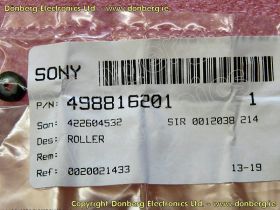 Donberg Electronics Ltd - www.donberg.ie
SONY
P/N: 498816201 1
Son: 422604532 SIR 0012038 214
Des: ROLLER
Rem:
Ref: 0020021433 13-19
Donberg Electronics Ltd - www.donberg.ie